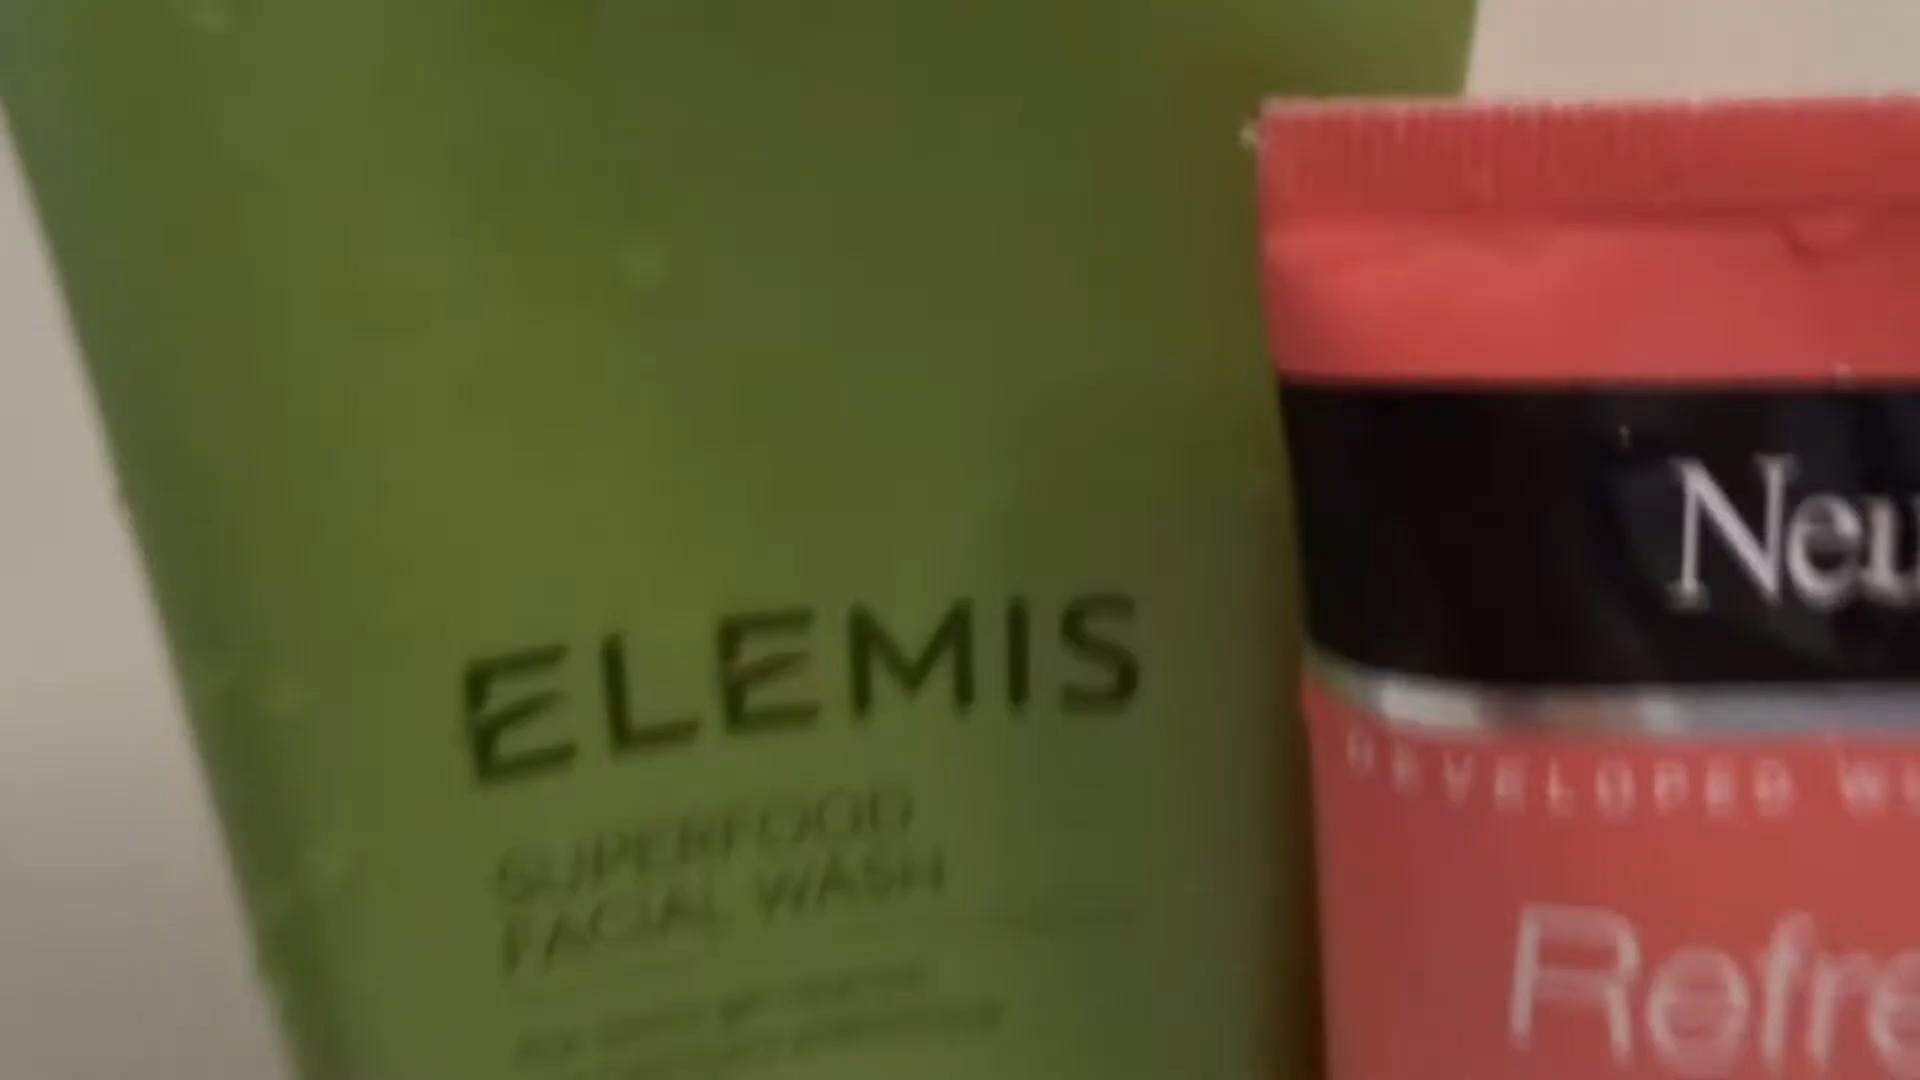 ELEMIS
SUPERFOOD
FACIAL WASH
Neu
DEVELOPED W
Refre